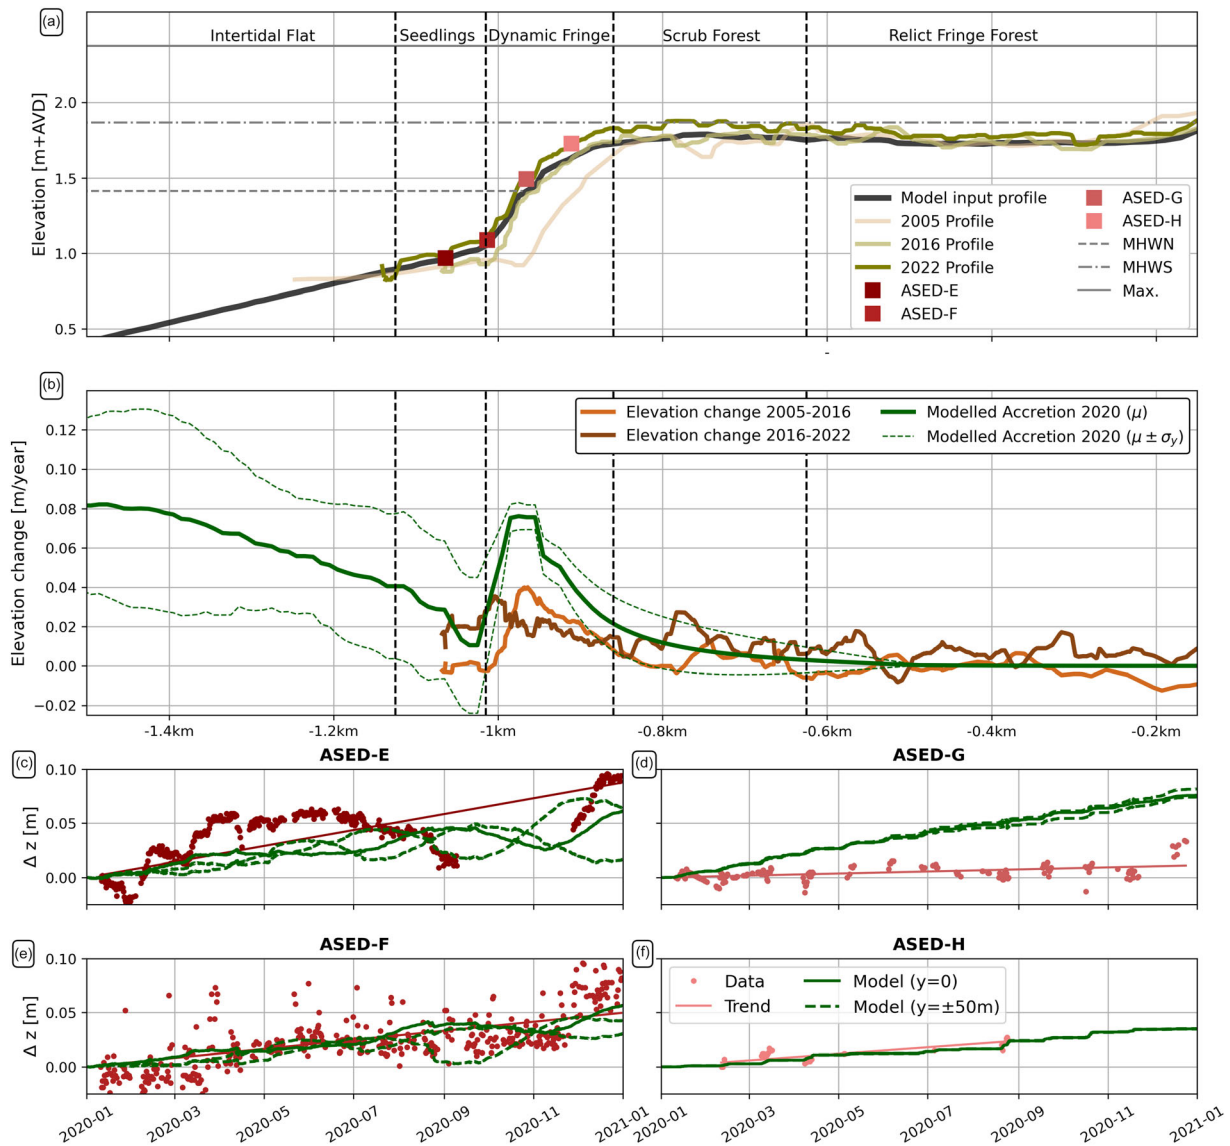 (a)
Intertidal Flat
Seedlings
Dynamic Fringe
Scrub Forest
Relict Fringe Forest
Elevation [m+AVD]
2.0
1.5
1.0
0.5
Model input profile
2005 Profile
2016 Profile
2022 Profile
ASED-E
ASED-F
ASED-G
ASED-H
MHWN
MHWS
Max.
-
(b)
Elevation change [m/year]
0.12
0.10
0.08
0.06
0.04
0.02
0.00
−0.02
Elevation change 2005-2016
Elevation change 2016-2022
Modelled Accretion 2020 (μ)
Modelled Accretion 2020 (μ ± σy)
-1.4km
-1.2km
-1km
-0.8km
-0.6km
-0.4km
-0.2km
(c)
ASED-E
Δ z [m]
0.10
0.05
0.00
(d)
ASED-G
(e)
ASED-F
Δ z [m]
0.10
0.05
0.00
2020-01
2020-03
2020-05
2020-07
2020-09
2020-11
2021-01
(f)
ASED-H
Data
Trend
Model (y=0)
Model (y=±50m)
2020-01
2020-03
2020-05
2020-07
2020-09
2020-11
2021-01